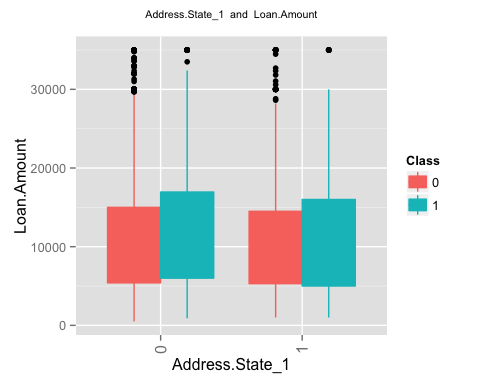 Address.State_1 and Loan.Amount
Loan.Amount
30000
20000
10000
0
0
1
Address.State_1
Class
0
1